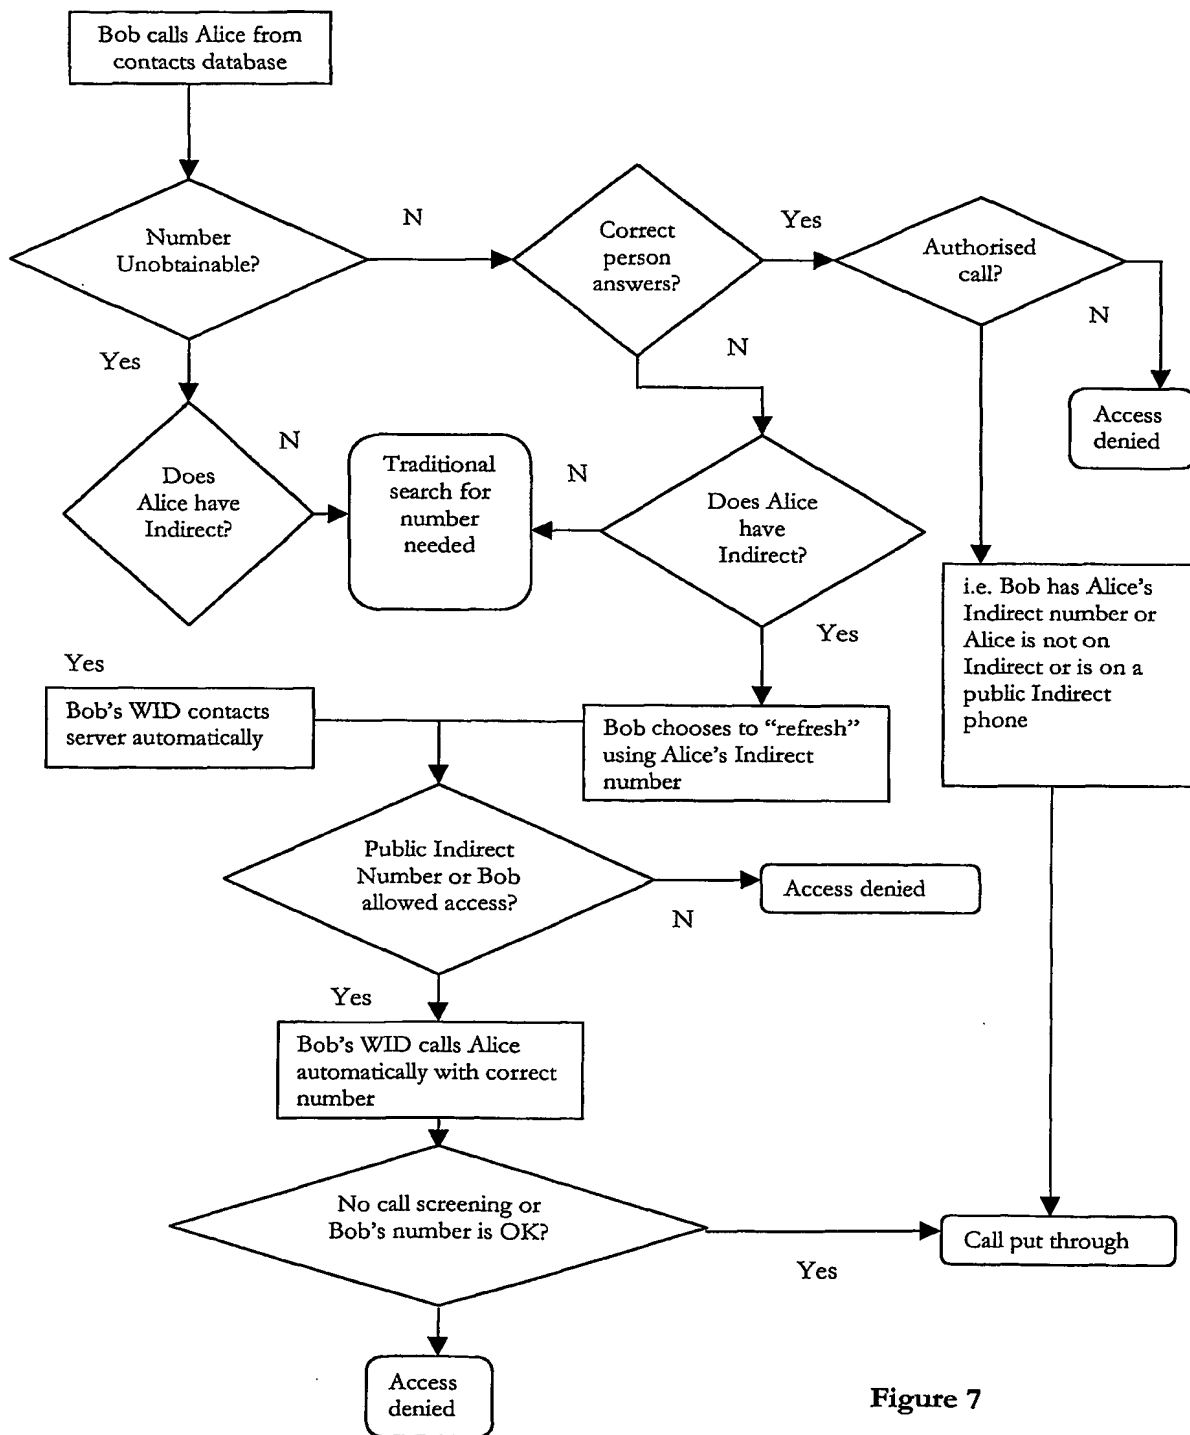 Bob calls Alice from
contacts database
Number
Unobtainable?
N
Correct
person
answers?
Yes
Authorised
call?
N
Access
denied
Yes
N
Does
Alice have
Indirect?
N
Traditional
search for
number
needed
N
Does Alice
have
Indirect?
i.e. Bob has Alice's
Indirect number or
Alice is not on
Indirect or is on a
public Indirect
phone
Yes
Yes
Bob's WID contacts
server automatically
Bob chooses to “refresh”
using Alice's Indirect
number
Public Indirect
Number or Bob
allowed access?
N
Access denied
Yes
Bob's WID calls Alice
automatically with correct
number
No call screening or
Bob's number is OK?
Yes
Call put through
Access
denied
Figure 7